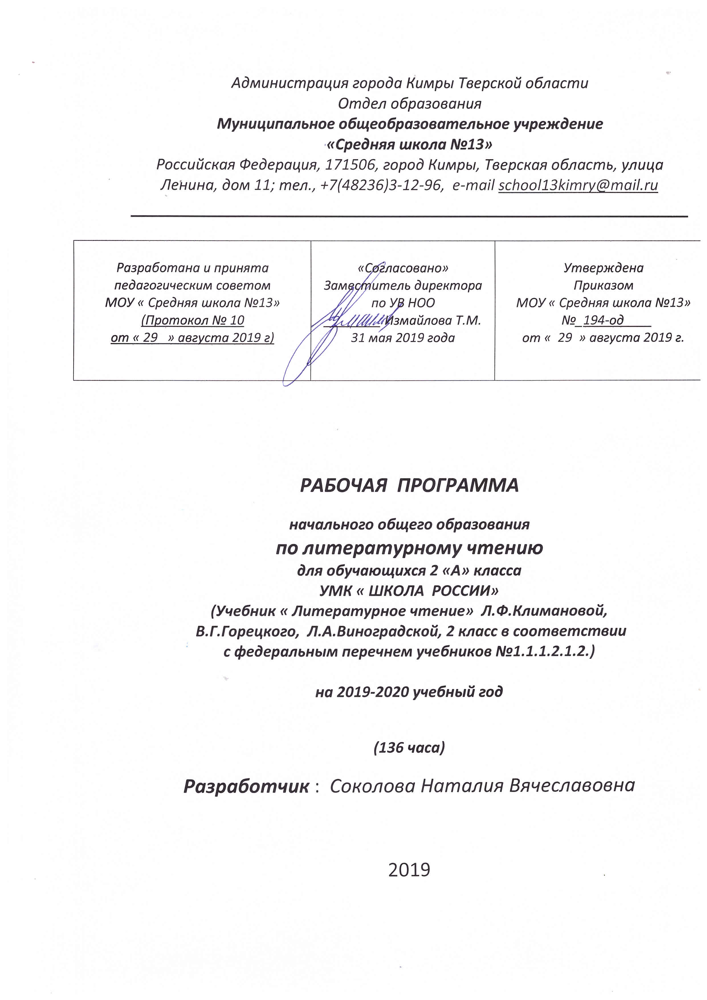 Администрация города Кимры Тверской области
Отдел образования
Муниципальное общеобразовательное учреждение
«Средняя школа №13»
Российская Федерация, 171506, город Кимры, Тверская область, улица
Ленина, дом 11; тел., +7(48236)3-12-96,  e-mail school13kimry@mail.ru
Разработана и принята
педагогическим советом
МОУ « Средняя школа №13»
(Протокол № 10
от « 29   » августа 2019 г)
«Согласовано»
Заместитель директора
по УВ НОО
________ Измайлова Т.М.
31 мая 2019 года
Утверждена
Приказом
МОУ « Средняя школа №13»
№_194-од____
от «  29  » августа 2019 г.
РАБОЧАЯ  ПРОГРАММА
начального общего образования
по литературному чтению
для обучающихся 2 «А» класса
УМК « ШКОЛА  РОССИИ»
(Учебник « Литературное чтение»  Л.Ф.Климановой,
В.Г.Горецкого,  Л.А.Виноградской, 2 класс в соответствии
с федеральным перечнем учебников №1.1.1.2.1.2.)
на 2019-2020 учебный год
(136 часа)
Разработчик :  Соколова Наталия Вячеславовна
2019